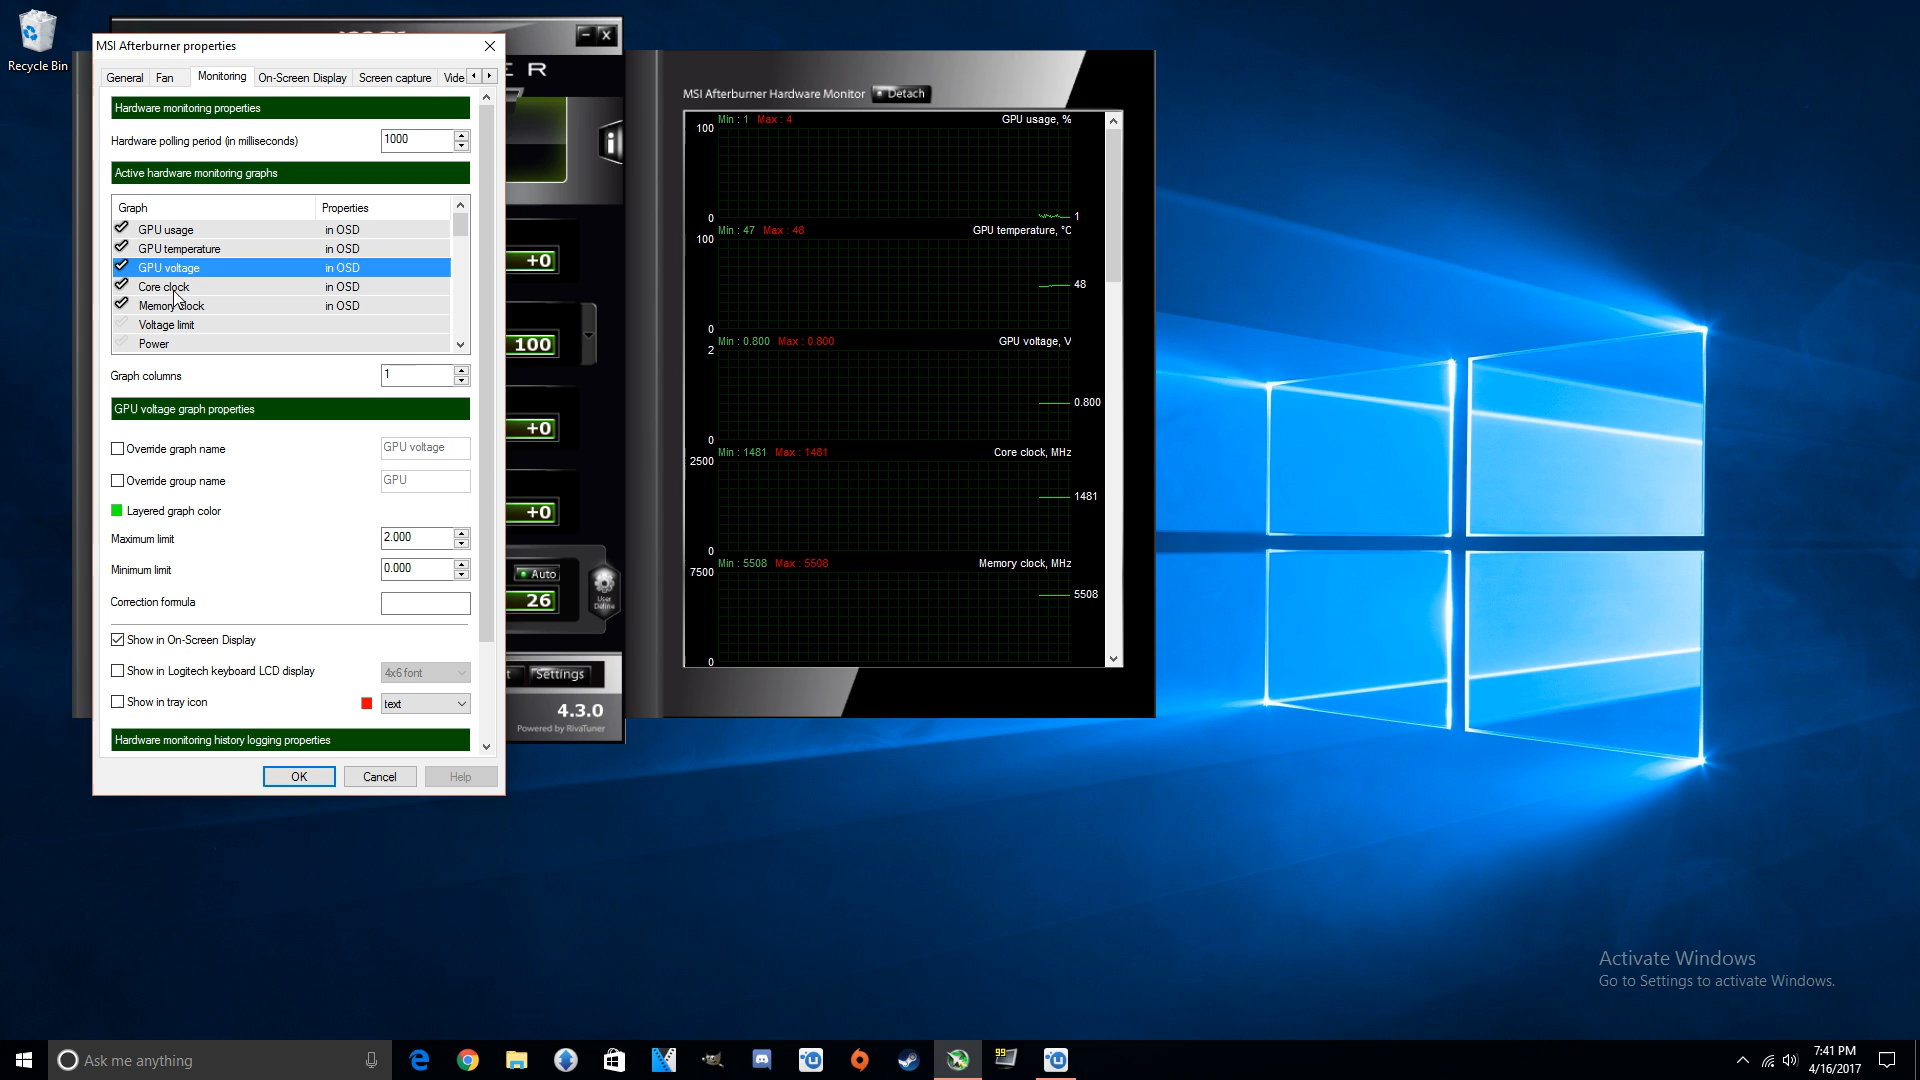 Recycle Bin
MSI Afterburner properties
General Fan Monitoring On-Screen Display Screen capture Vide
Hardware monitoring properties
Hardware polling period (in milliseconds) 1000
Active hardware monitoring graphs
Graph Properties
GPU usage in OSD
GPU temperature in OSD
GPU voltage in OSD
Core clock in OSD
Memory clock in OSD
Voltage limit
Power
Graph columns 1
GPU voltage graph properties
Override graph name GPU voltage
Override group name GPU
Layered graph color
Maximum limit 2.000
Minimum limit 0.000
Correction formula
Show in On-Screen Display
Show in Logitech keyboard LCD display 4x6 font
Show in tray icon text
Hardware monitoring history logging properties
OK Cancel Help
E R
i
+0
100
+0
+0
Auto
26
User Define
t Settings
4.3.0
Powered by RivaTuner
MSI Afterburner Hardware Monitor Detach
Min : 1 Max : 4 GPU usage, %
100
0
1
Min : 47 Max : 48 GPU temperature, °C
100
48
0
Min : 0.800 Max : 0.800 GPU voltage, V
2
0.800
0
Min : 1481 Max : 1481 Core clock, MHz
2500
1481
0
Min : 5508 Max : 5508 Memory clock, MHz
7500
5508
0
Activate Windows
Go to Settings to activate Windows.
Ask me anything
99
7:41 PM
4/16/2017